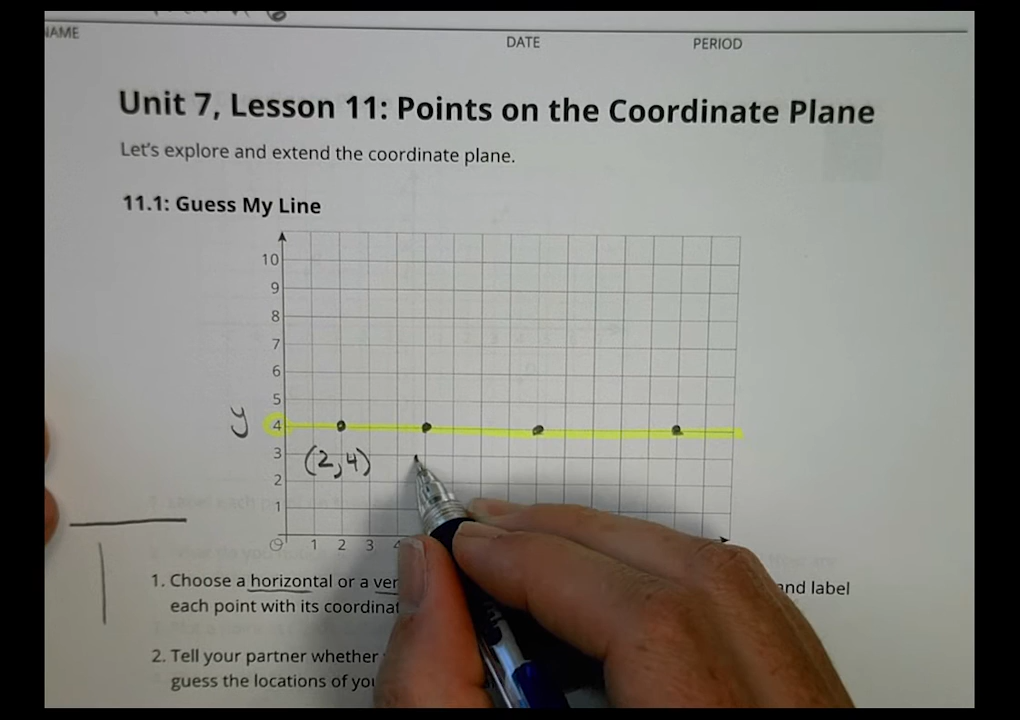 NAME DATE PERIOD
Unit 7, Lesson 11: Points on the Coordinate Plane
Let's explore and extend the coordinate plane.
11.1: Guess My Line
10
9
8
7
6
5
y 4
3 (2,4)
2
1
0 1 2 3 4
1. Choose a horizontal or a ver and label
each point with its coordinat
2. Tell your partner whether
guess the locations of you